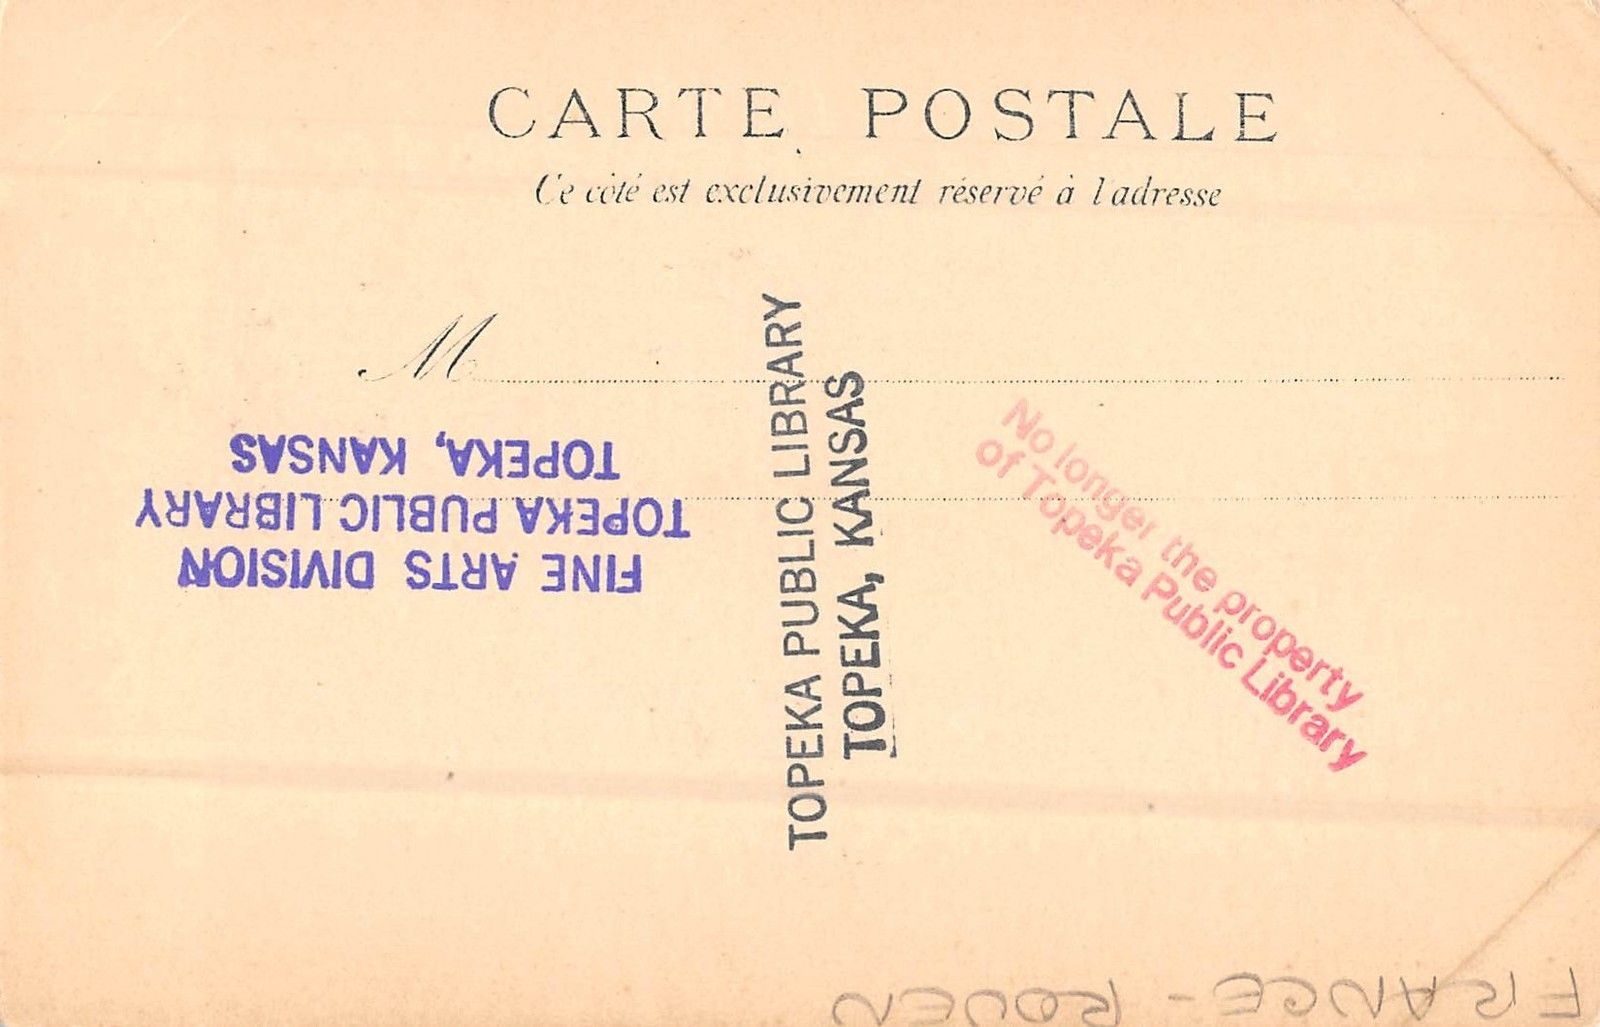 CARTE POSTALE
Ce côté est exclusivement réservé à l'adresse
M
FINE ARTS DIVISION
TOPEKA PUBLIC LIBRARY
TOPEKA, KANSAS
TOPEKA PUBLIC LIBRARY
TOPEKA, KANSAS
No longer the property
of Topeka Public Library
FRANCE - ROUEN